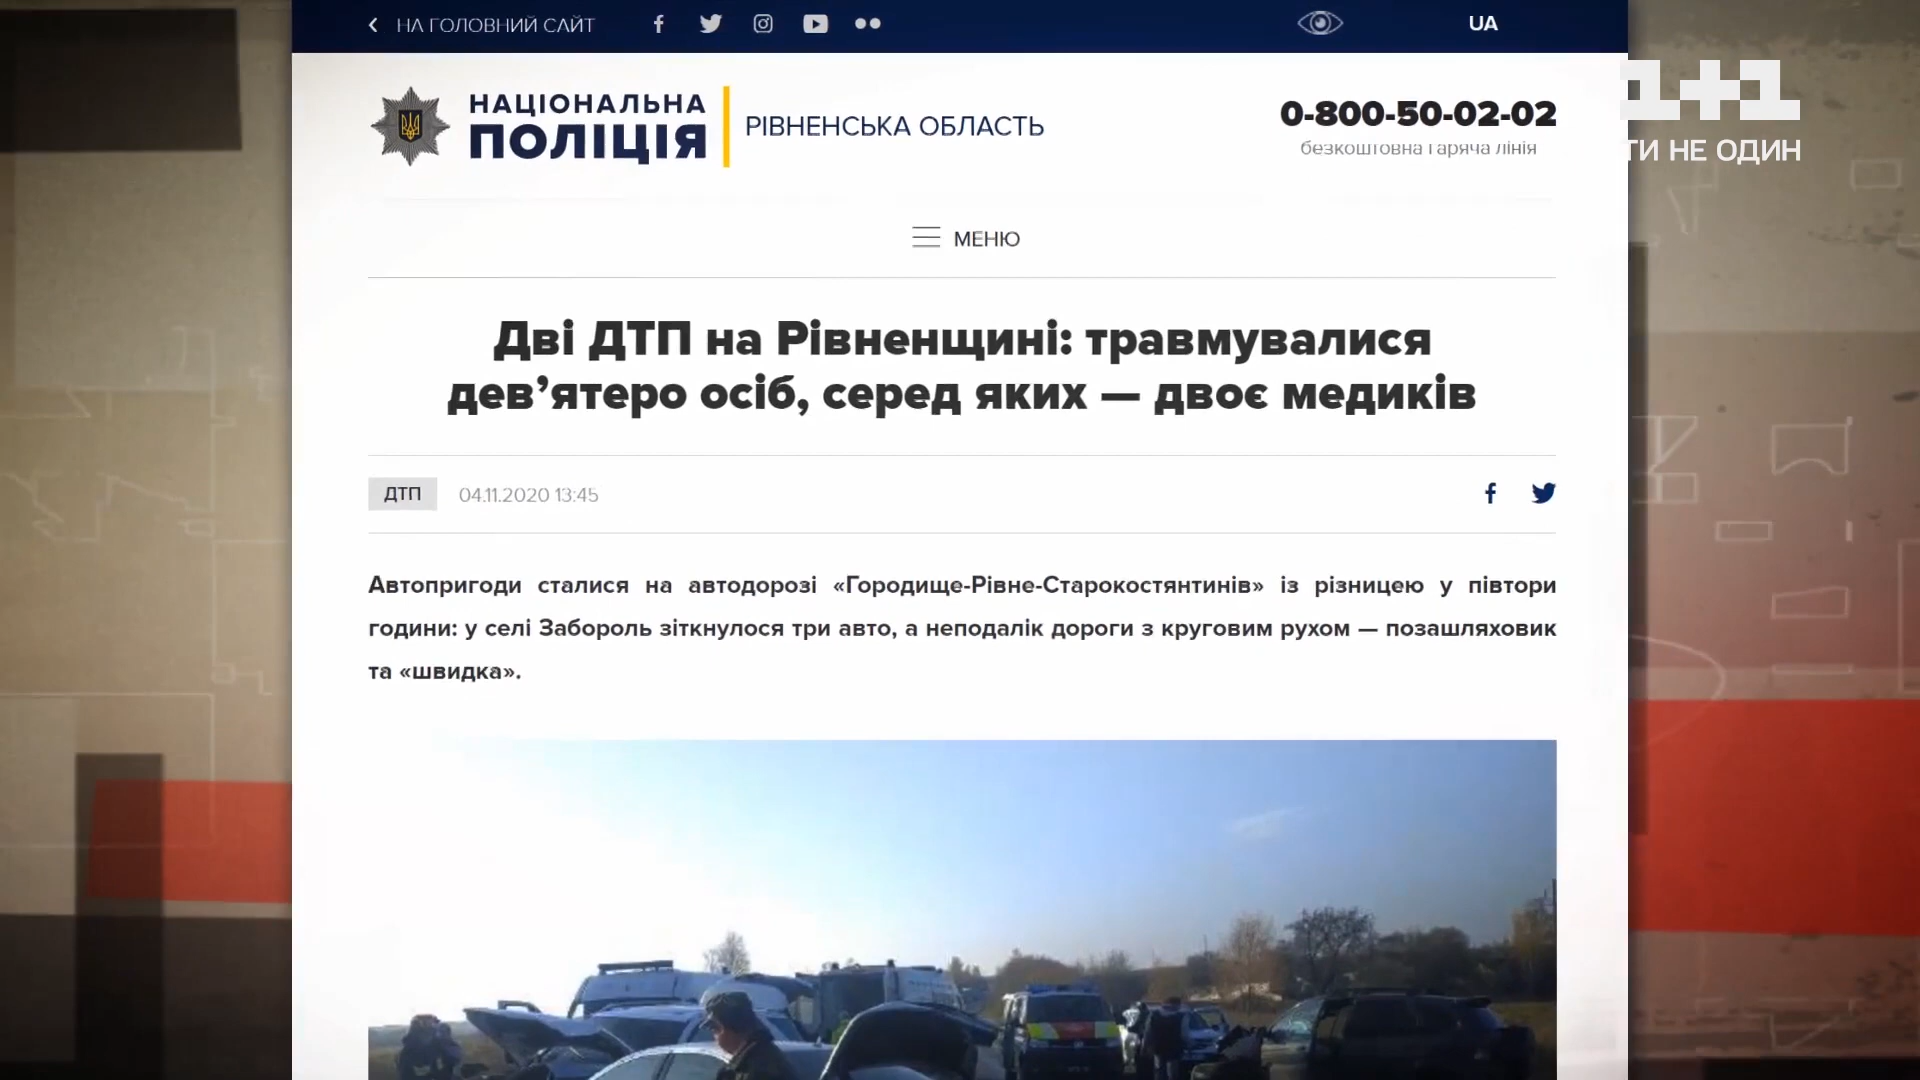 НА ГОЛОВНИЙ САЙТ
UA
НАЦІОНАЛЬНА
ПОЛІЦІЯ
РІВНЕНСЬКА ОБЛАСТЬ
0-800-50-02-02
безкоштовна гаряча лінія
1+1
ТИ НЕ ОДИН
МЕНЮ
Дві ДТП на Рівненщині: травмувалися
дев’ятеро осіб, серед яких — двоє медиків
ДТП
04.11.2020 13:45
Автопригоди сталися на автодорозі «Городище-Рівне-Старокостянтинів» із різницею у півтори
години: у селі Забороль зіткнулося три авто, а неподалік дороги з круговим рухом — позашляховик
та «швидка».